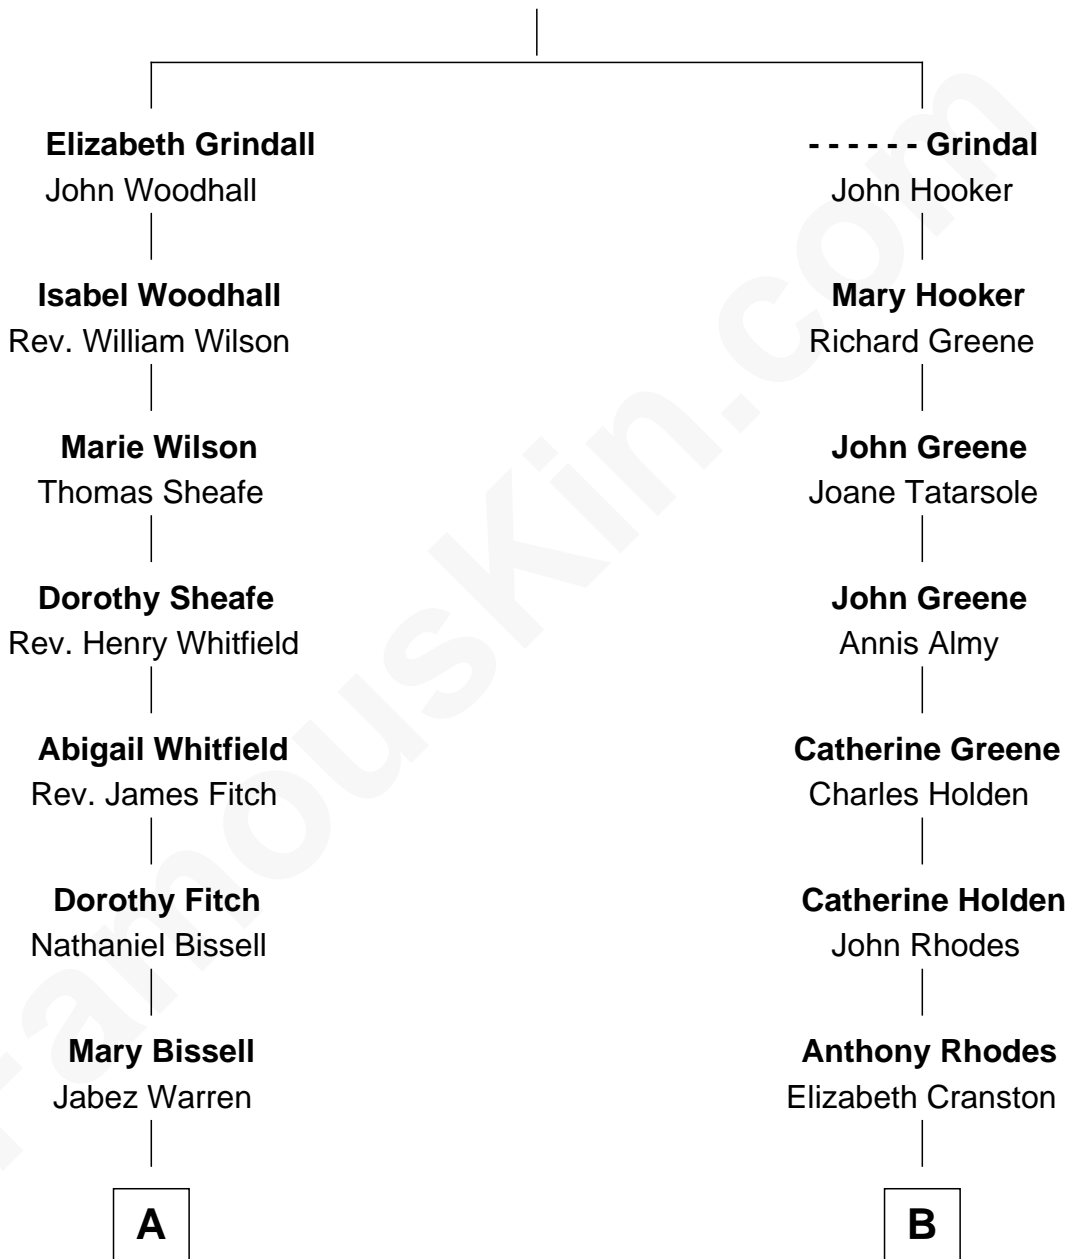 Elizabeth Grindall
John Woodhall
Isabel Woodhall
Rev. William Wilson
Marie Wilson
Thomas Sheafe
Dorothy Sheafe
Rev. Henry Whitfield
Abigail Whitfield
Rev. James Fitch
Dorothy Fitch
Nathaniel Bissell
Mary Bissell
Jabez Warren
A
- - - - - - Grindal
John Hooker
Mary Hooker
Richard Greene
John Greene
Joane Tatarsole
John Greene
Annis Almy
Catherine Greene
Charles Holden
Catherine Holden
John Rhodes
Anthony Rhodes
Elizabeth Cranston
B
FamousKin.com